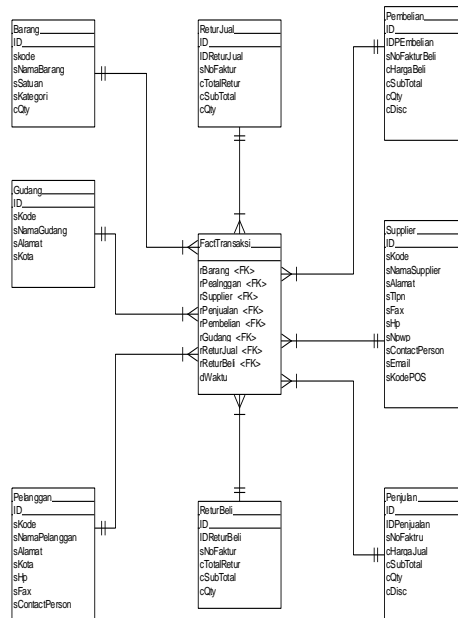 Barang
ID
skode
sNamaBarang
sSatuan
sKategori
cQty
ReturJual
ID
IDReturJual
sNoFaktur
cTotalRetur
cSubTotal
cQty
Pembelian
ID
IDPEmbelian
sNoFakturBeli
cHargaBeli
cSubTotal
cQty
cDisc
Gudang
ID
sKode
sNamaGudang
sAlamat
sKota
FactTransaksi
rBarang <FK>
rPealnggan <FK>
rSupplier <FK>
rPenjualan <FK>
rPembelian <FK>
rGudang <FK>
rReturJual <FK>
rReturBeli <FK>
dWaktu
Supplier
ID
sKode
sNamaSupplier
sAlamat
sTlpn
sFax
sHp
sNpwp
sContactPerson
sEmail
sKodePOS
Pelanggan
ID
sKode
sNamaPelanggan
sAlamat
sKota
sHp
sFax
sContactPerson
ReturBeli
ID
IDReturBeli
sNoFaktur
cTotalRetur
cSubTotal
cQty
Penjulan
ID
IDPenjualan
sNoFaktru
cHargaJual
cSubTotal
cQty
cDisc